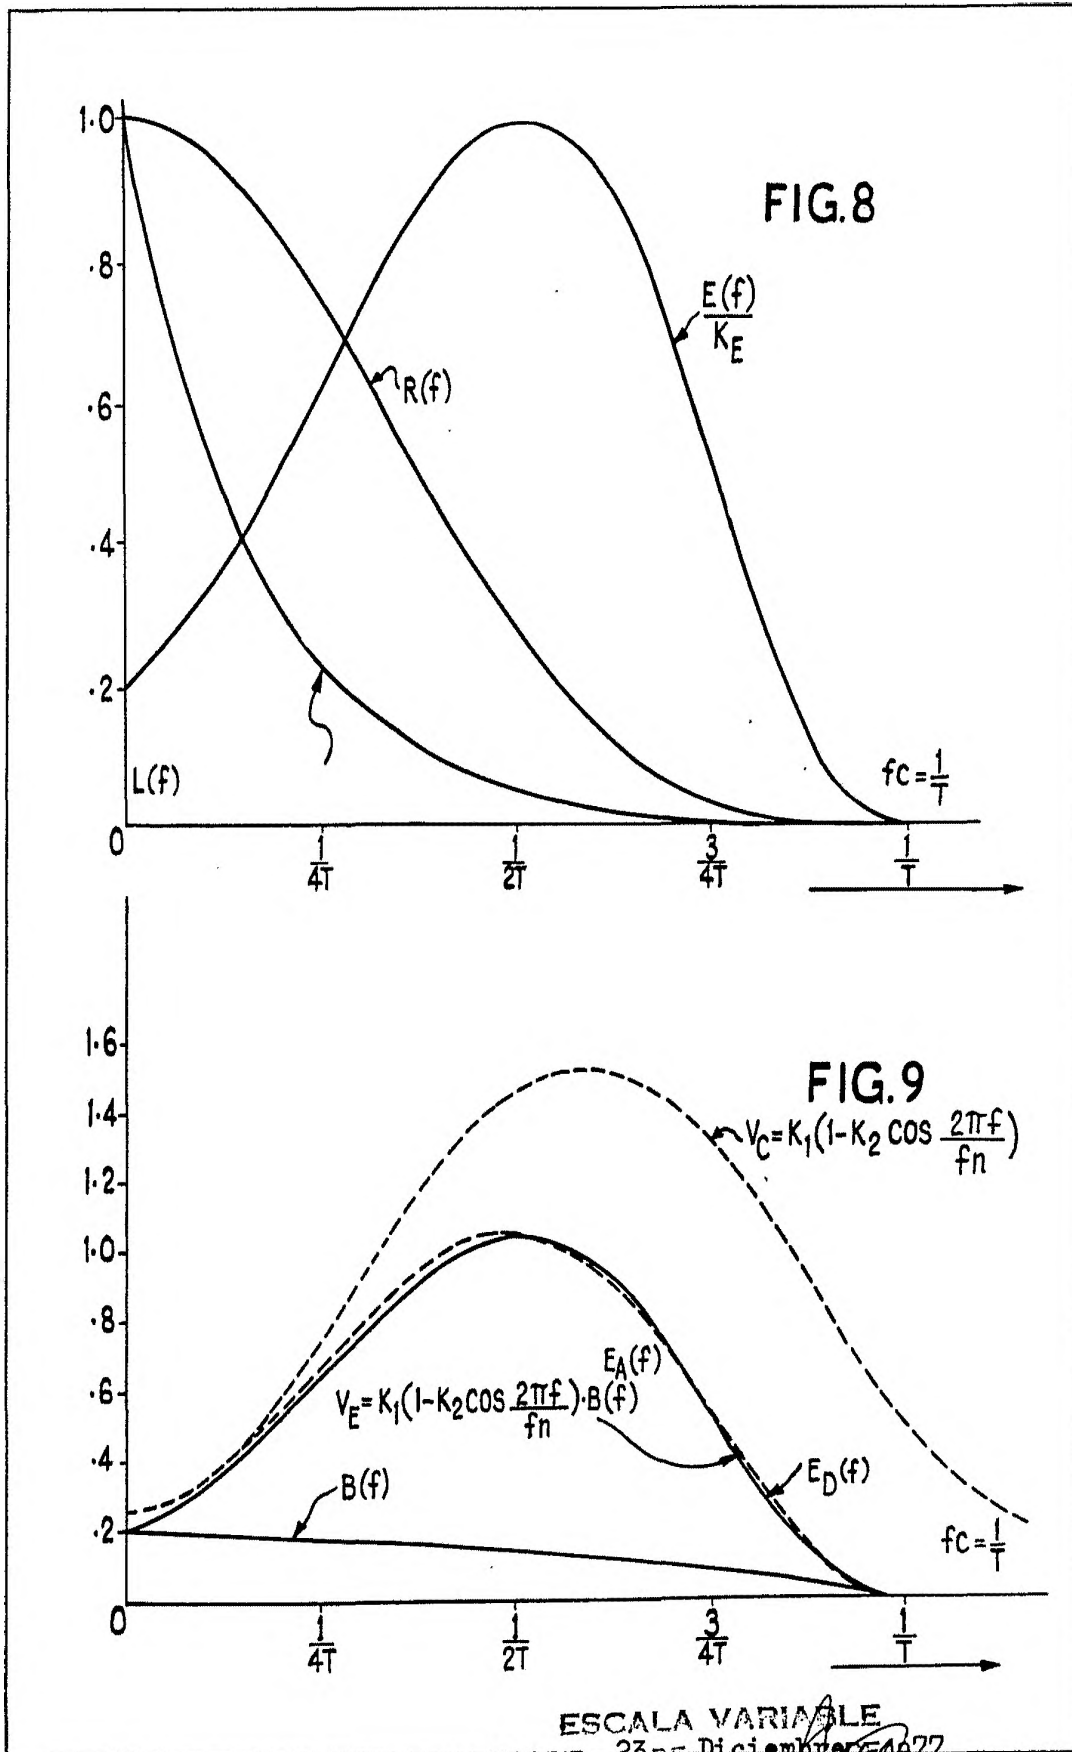 FIG.8
1.0
.8
.6
.4
.2
0
E(f)/K_E
R(f)
L(f)
fc = 1/T
1/4T
1/2T
3/4T
1/T
FIG.9
1.6
1.4
1.2
1.0
.8
.6
.4
.2
0
V_C=K_1(1-K_2 COS 2πf/fn)
E_A(f)
V_E=K_1(1-K_2COS 2πf/fn)·B(f)
E_D(f)
B(f)
fc = 1/T
1/4T
1/2T
3/4T
1/T
ESCALA VARIABLE
23 Diciembre